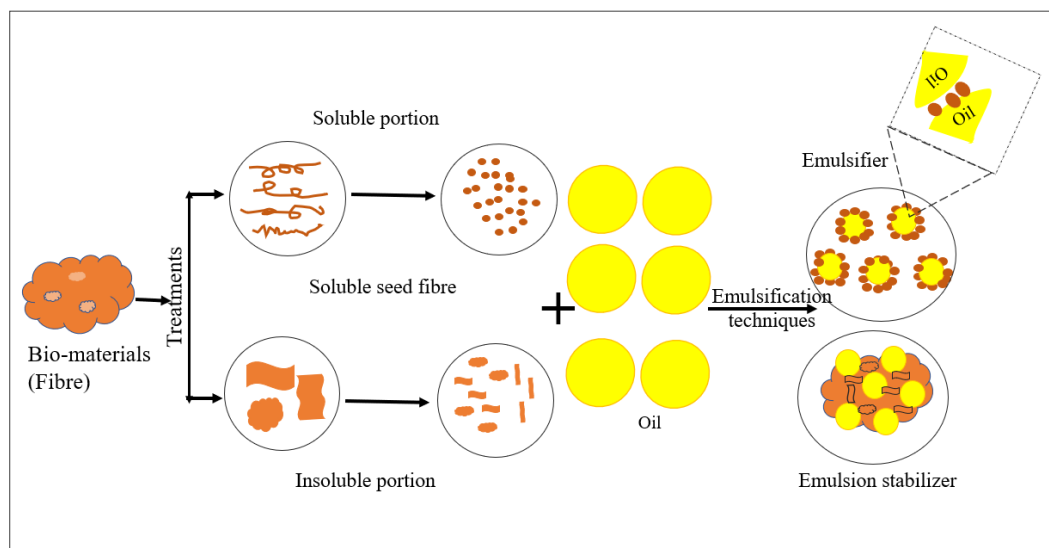 Soluble portion
Oil
Oil
Emulsifier
Treatments
Soluble seed fibre
Emulsification
techniques
Bio-materials
(Fibre)
Oil
Insoluble portion
Emulsion stabilizer